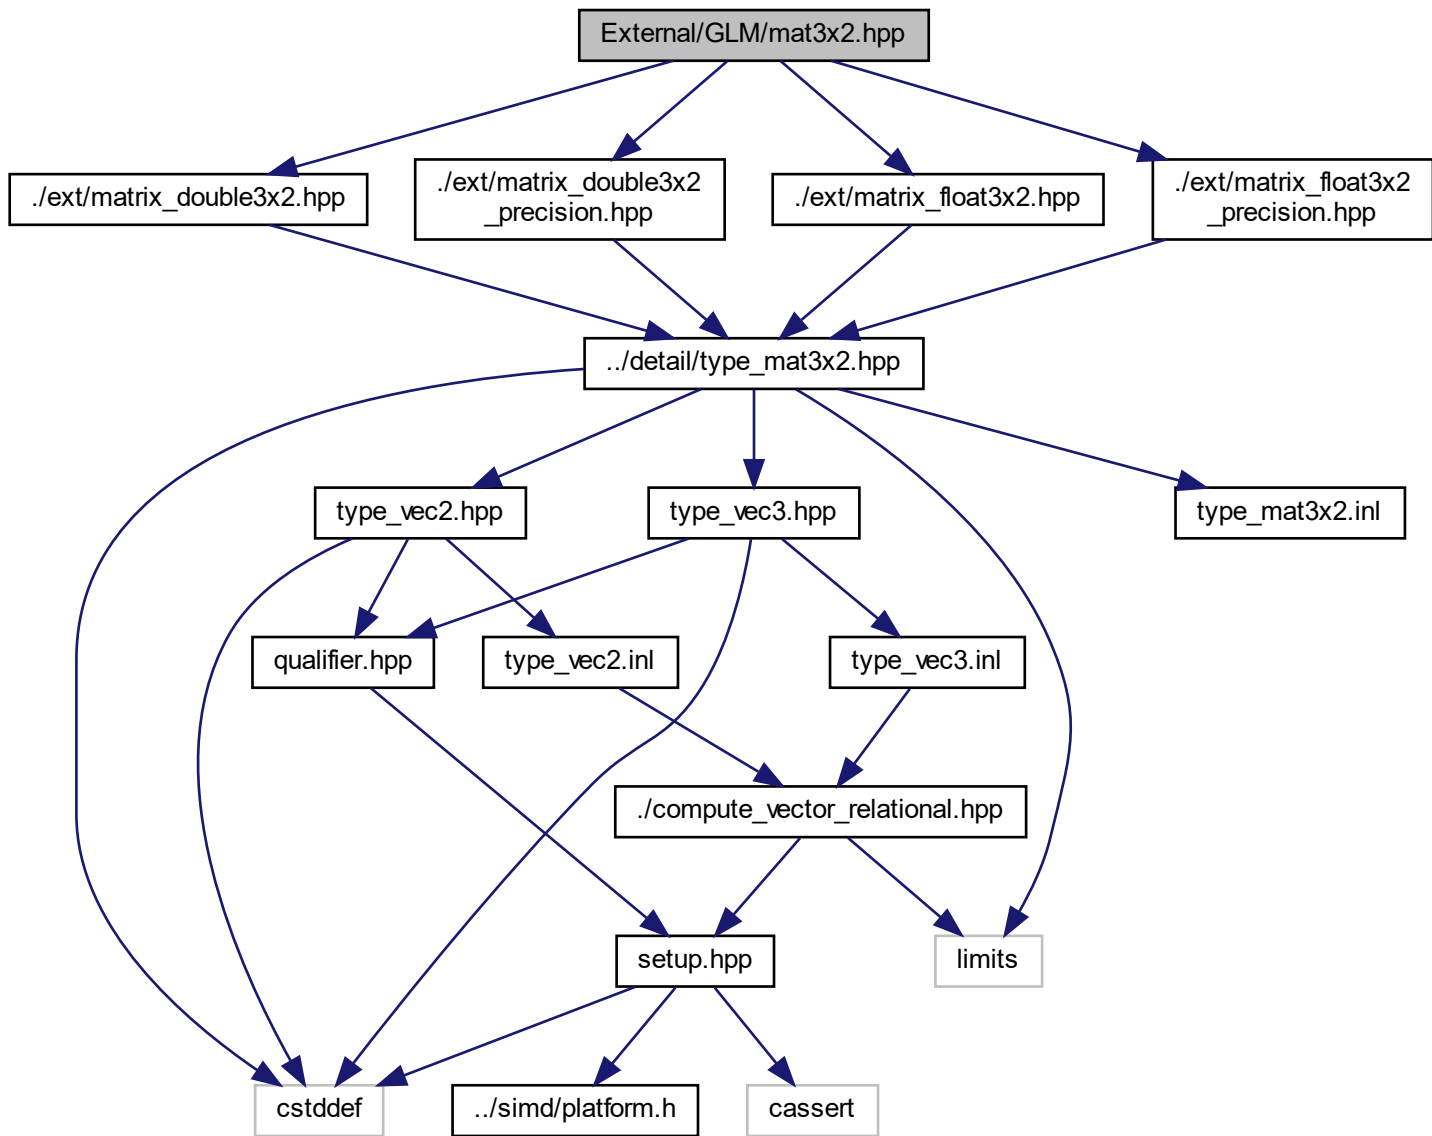 External/GLM/mat3x2.hpp
./ext/matrix_double3x2.hpp
./ext/matrix_double3x2
_precision.hpp
./ext/matrix_float3x2.hpp
./ext/matrix_float3x2
_precision.hpp
../detail/type_mat3x2.hpp
type_vec2.hpp
type_vec3.hpp
type_mat3x2.inl
qualifier.hpp
type_vec2.inl
type_vec3.inl
./compute_vector_relational.hpp
setup.hpp
limits
cstddef
../simd/platform.h
cassert